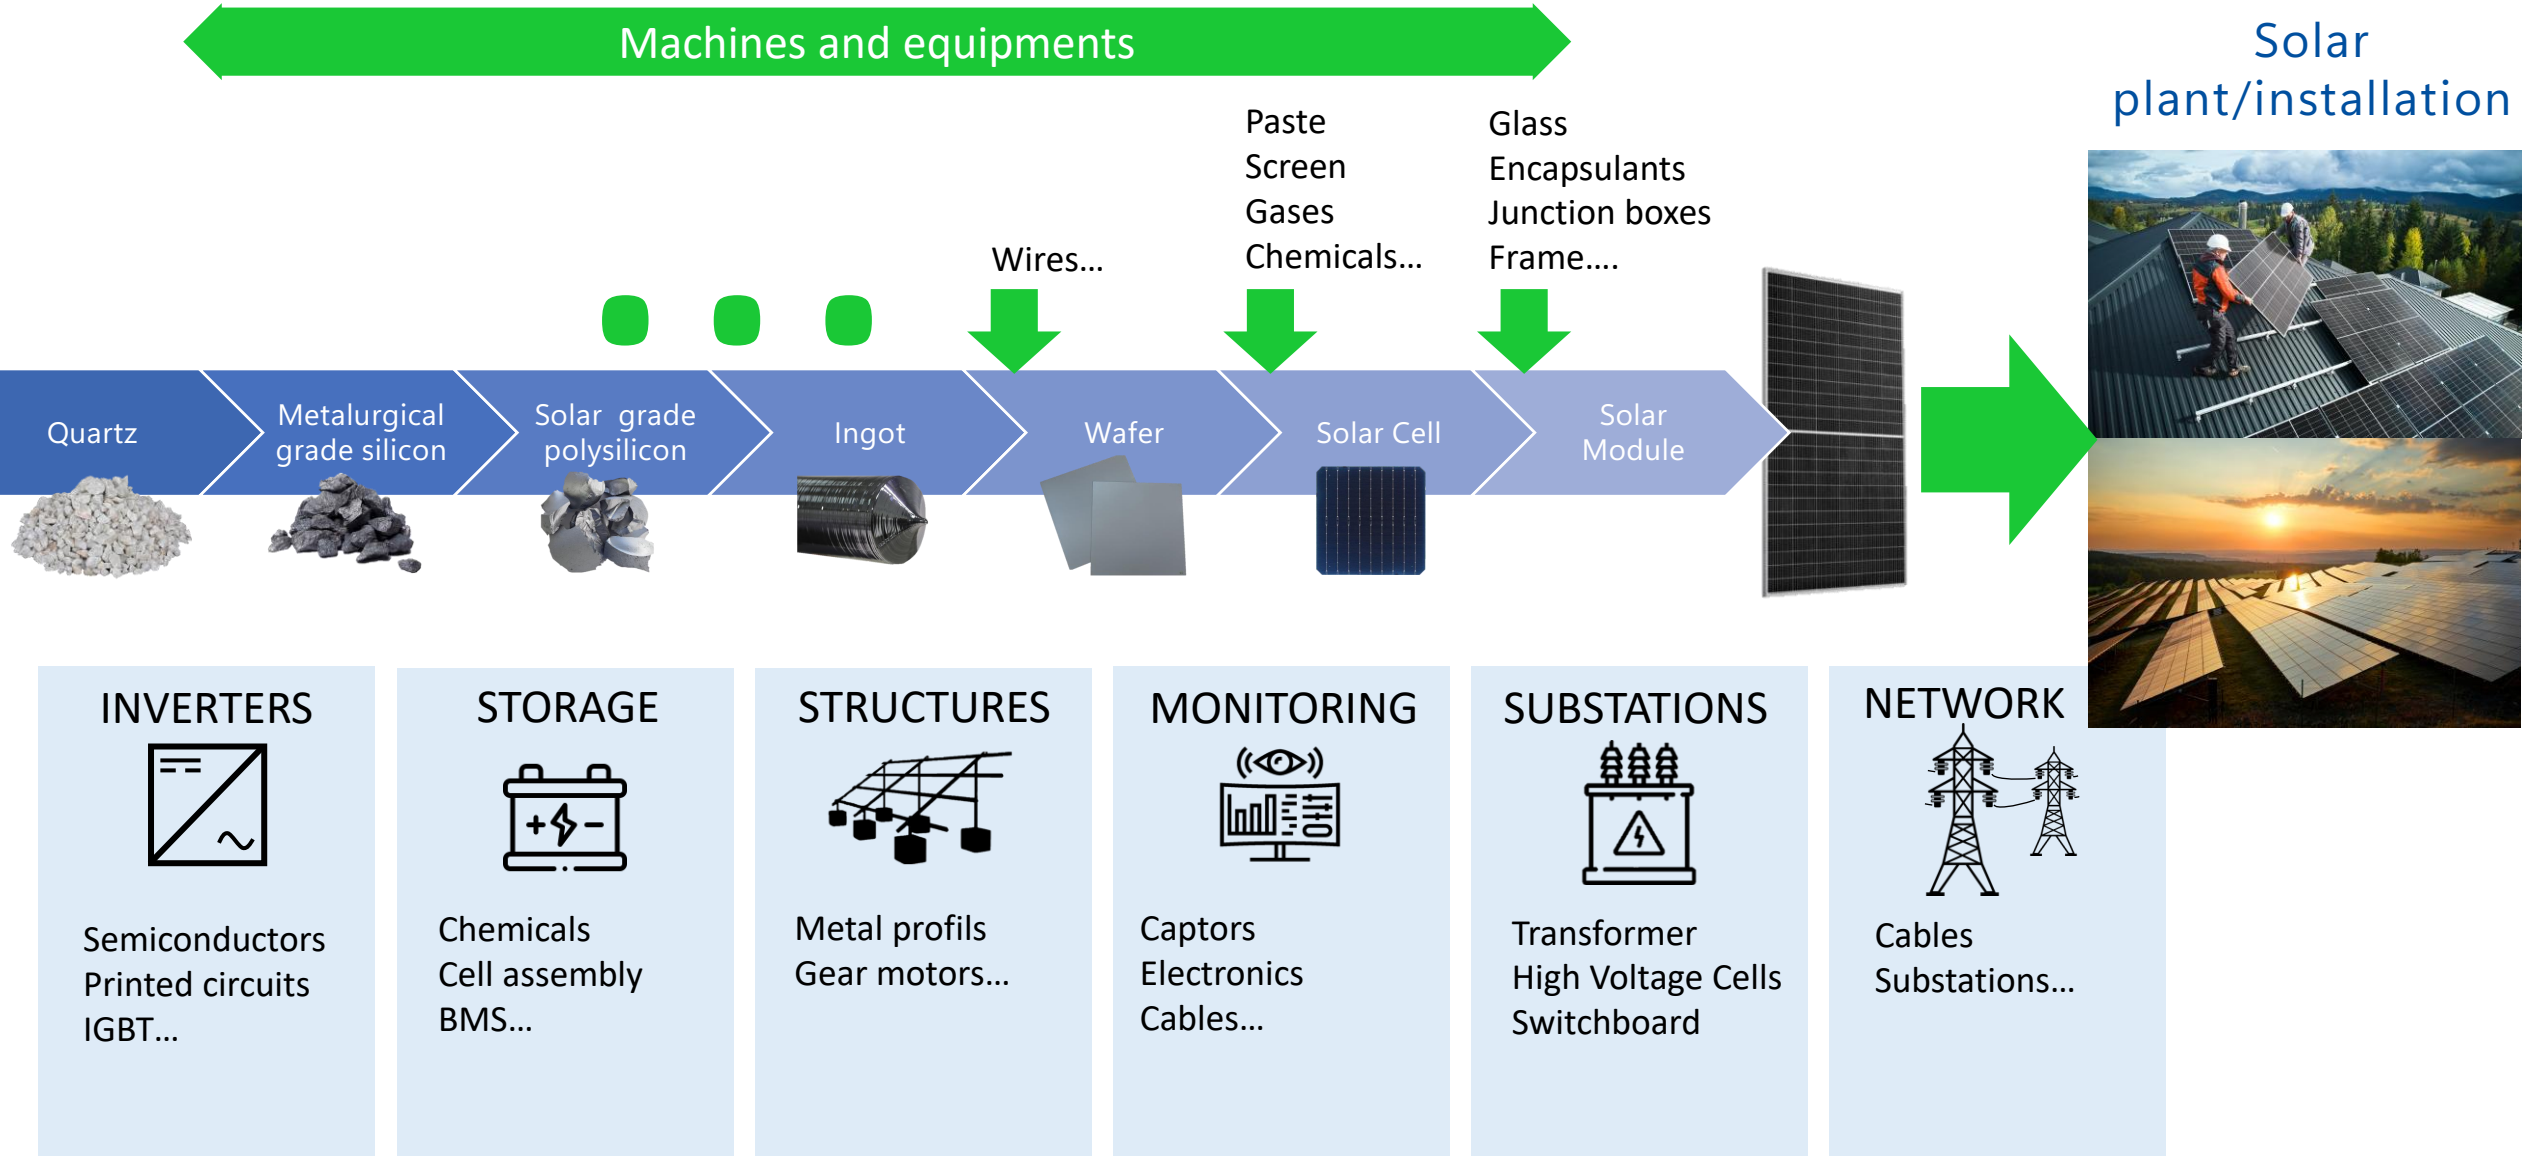 Machines and equipments
Solar
plant/installation
Paste
Screen
Gases
Chemicals...
Glass
Encapsulants
Junction boxes
Frame....
Wires...
Quartz
Metalurgical
grade silicon
Solar grade
polysilicon
Ingot
Wafer
Solar Cell
Solar
Module
INVERTERS
Semiconductors
Printed circuits
IGBT...
STORAGE
Chemicals
Cell assembly
BMS...
STRUCTURES
Metal profils
Gear motors...
MONITORING
Captors
Electronics
Cables...
SUBSTATIONS
Transformer
High Voltage Cells
Switchboard
NETWORK
Cables
Substations...